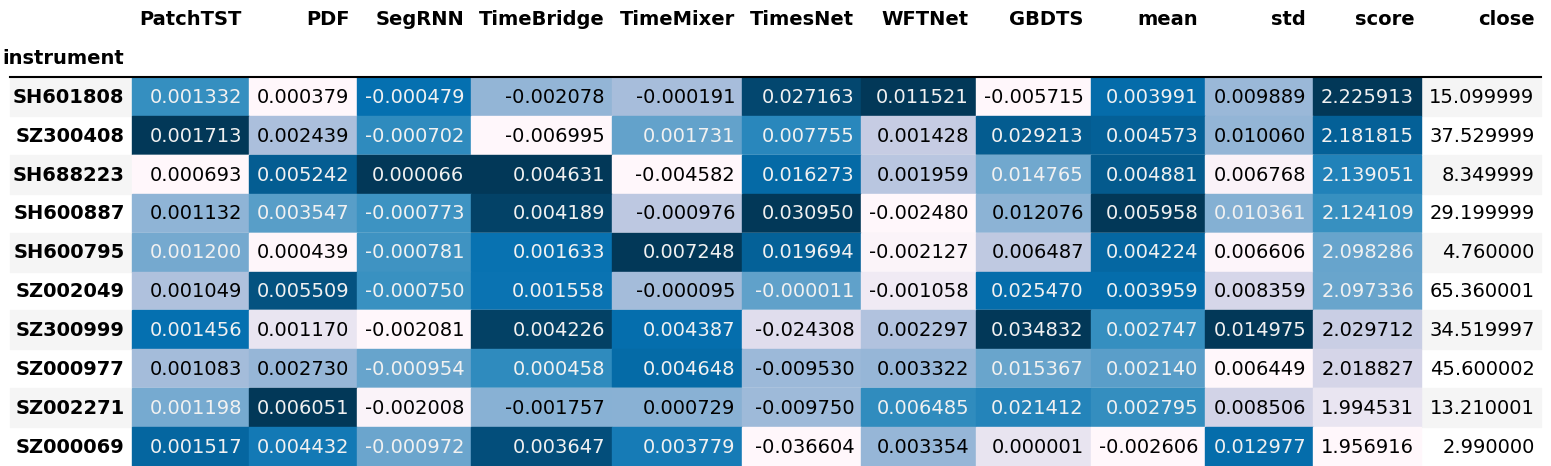 PatchTST PDF SegRNN TimeBridge TimeMixer TimesNet WFTNet GBDTS mean std score close
instrument
SH601808 0.001332 0.000379 -0.000479 -0.002078 -0.000191 0.027163 0.011521 -0.005715 0.003991 0.009889 2.225913 15.099999
SZ300408 0.001713 0.002439 -0.000702 -0.006995 0.001731 0.007755 0.001428 0.029213 0.004573 0.010060 2.181815 37.529999
SH688223 0.000693 0.005242 0.000066 0.004631 -0.004582 0.016273 0.001959 0.014765 0.004881 0.006768 2.139051 8.349999
SH600887 0.001132 0.003547 -0.000773 0.004189 -0.000976 0.030950 -0.002480 0.012076 0.005958 0.010361 2.124109 29.199999
SH600795 0.001200 0.000439 -0.000781 0.001633 0.007248 0.019694 -0.002127 0.006487 0.004224 0.006606 2.098286 4.760000
SZ002049 0.001049 0.005509 -0.000750 0.001558 -0.000095 -0.000011 -0.001058 0.025470 0.003959 0.008359 2.097336 65.360001
SZ300999 0.001456 0.001170 -0.002081 0.004226 0.004387 -0.024308 0.002297 0.034832 0.002747 0.014975 2.029712 34.519997
SZ000977 0.001083 0.002730 -0.000954 0.000458 0.004648 -0.009530 0.003322 0.015367 0.002140 0.006449 2.018827 45.600002
SZ002271 0.001198 0.006051 -0.002008 -0.001757 0.000729 -0.009750 0.006485 0.021412 0.002795 0.008506 1.994531 13.210001
SZ000069 0.001517 0.004432 -0.000972 0.003647 0.003779 -0.036604 0.003354 0.000001 -0.002606 0.012977 1.956916 2.990000